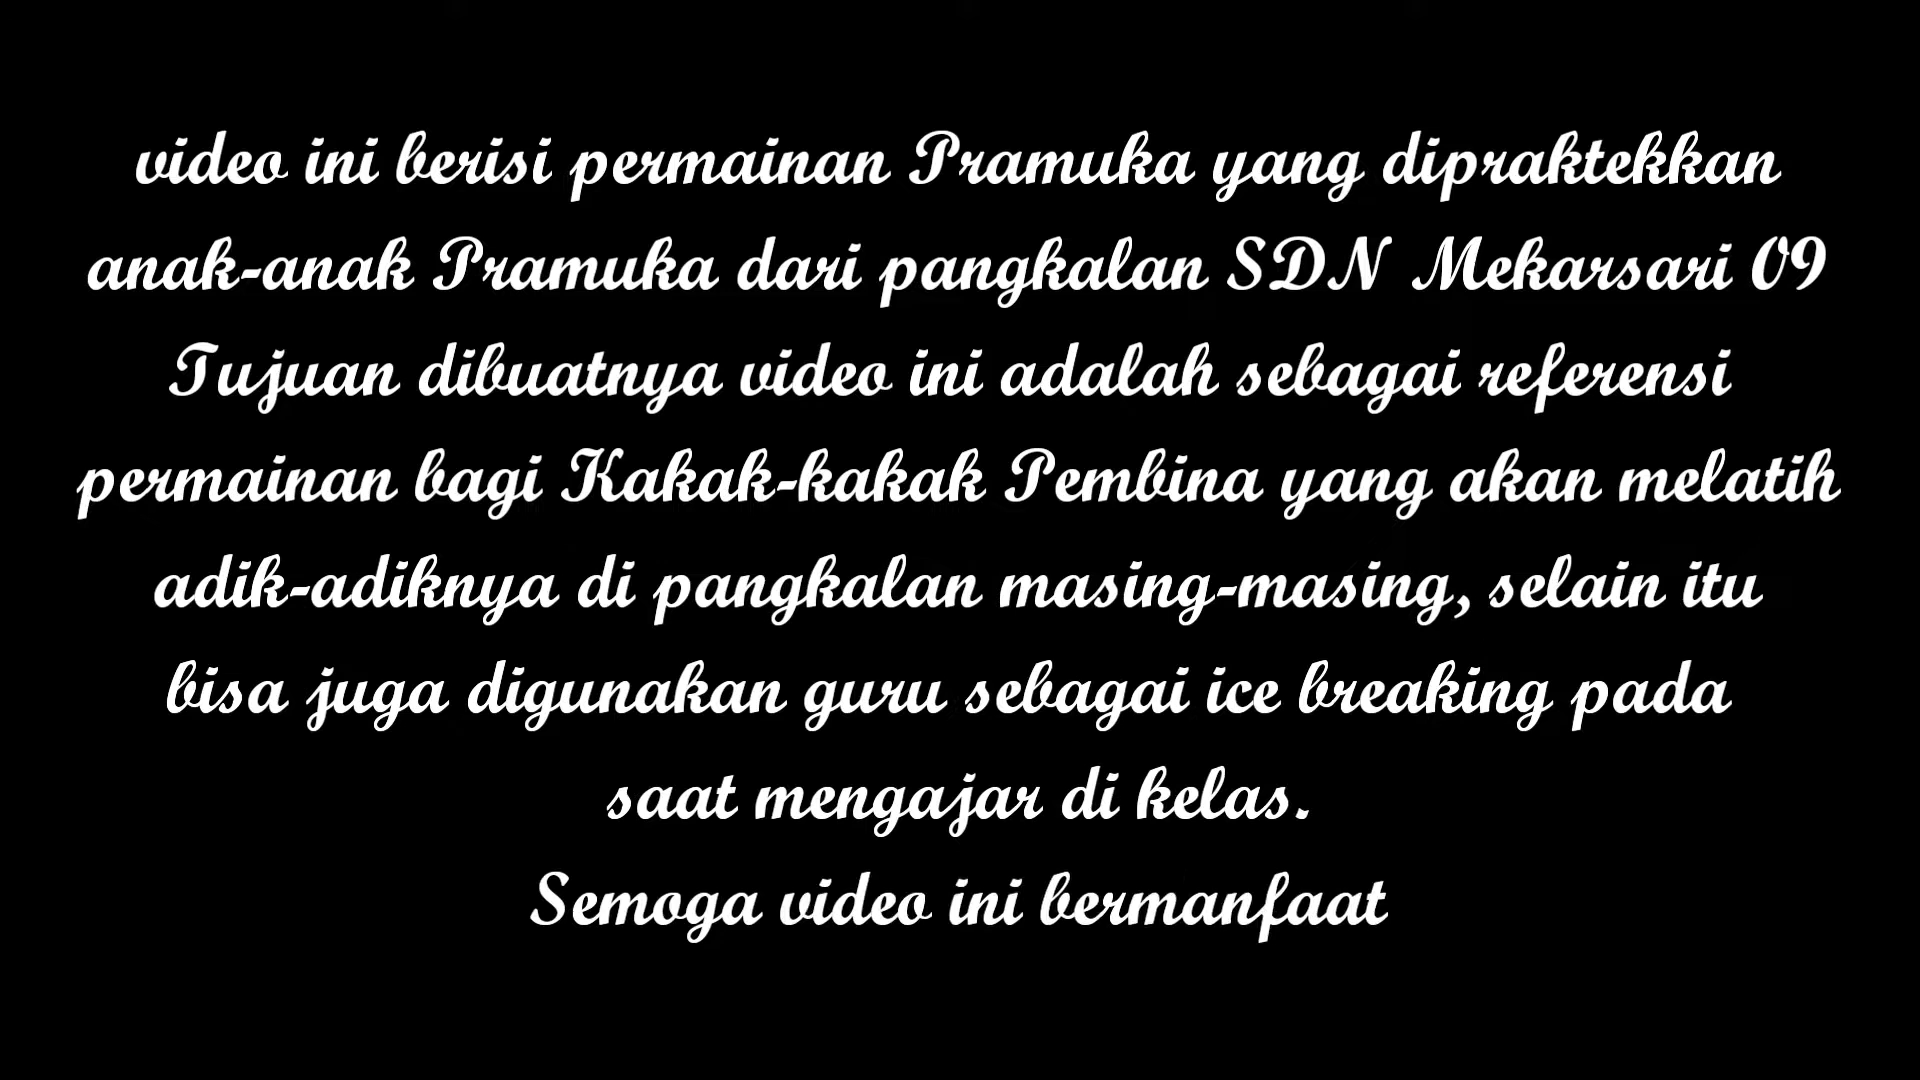 video ini berisi permainan Pramuka yang dipraktekkan
anak-anak Pramuka dari pangkalan SDN Mekarsari 09
Tujuan dibuatnya video ini adalah sebagai referensi
permainan bagi Kakak-kakak Pembina yang akan melatih
adik-adiknya di pangkalan masing-masing, selain itu
bisa juga digunakan guru sebagai ice breaking pada
saat mengajar di kelas.
Semoga video ini bermanfaat